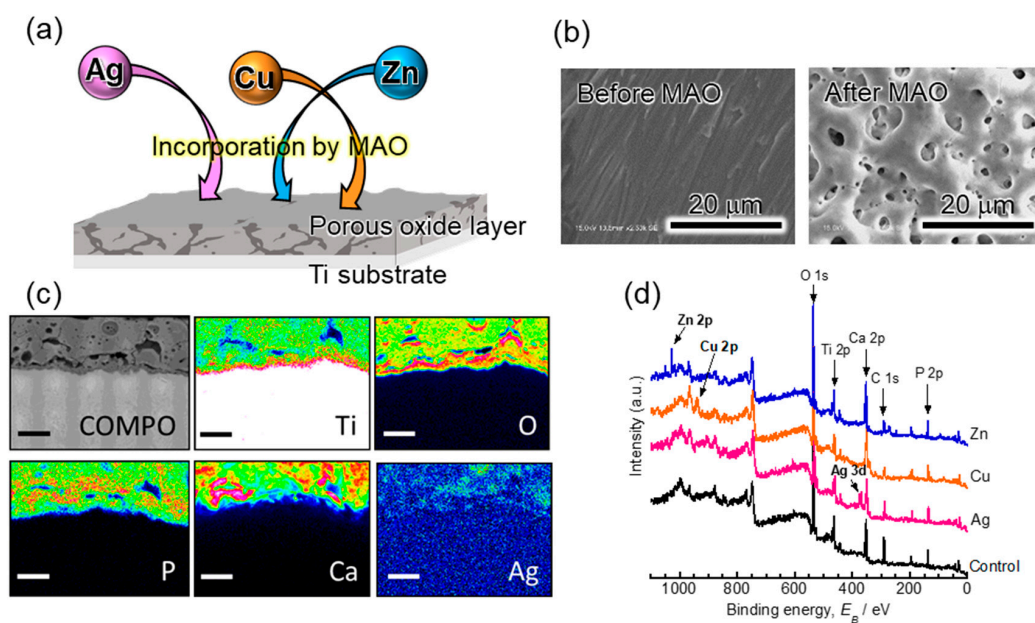 (a)
Ag
Cu
Zn
Incorporation by MAO
Porous oxide layer
Ti substrate
(b)
Before MAO
20 μm
After MAO
20 μm
(c)
COMPO
Ti
O
P
Ca
Ag
(d)
O 1s
Zn 2p
Cu 2p
Ti 2p
Ca 2p
C 1s
P 2p
Ag 3d
Zn
Cu
Ag
Control
Intensity (a.u.)
1000
800
600
400
200
0
Binding energy, E_B / eV